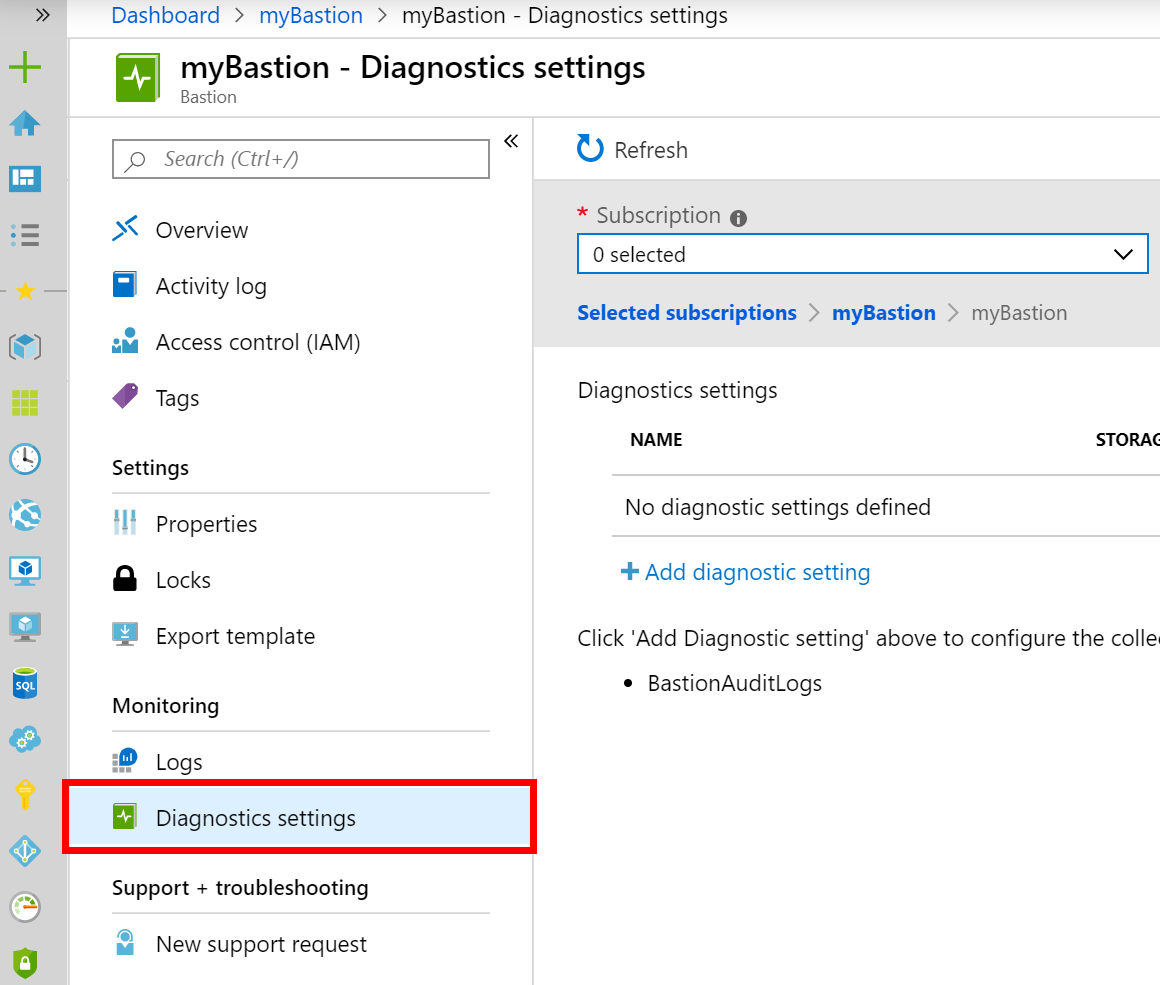 Dashboard > myBastion > myBastion - Diagnostics settings
myBastion - Diagnostics settings
Bastion
Search (Ctrl+/)
Overview
Activity log
Access control (IAM)
Tags
Settings
Properties
Locks
Export template
Monitoring
Logs
Diagnostics settings
Support + troubleshooting
New support request
SQL
Refresh
* Subscription
0 selected
Selected subscriptions > myBastion > myBastion
Diagnostics settings
NAME STORAG
No diagnostic settings defined
+ Add diagnostic setting
Click 'Add Diagnostic setting' above to configure the colle
• BastionAuditLogs